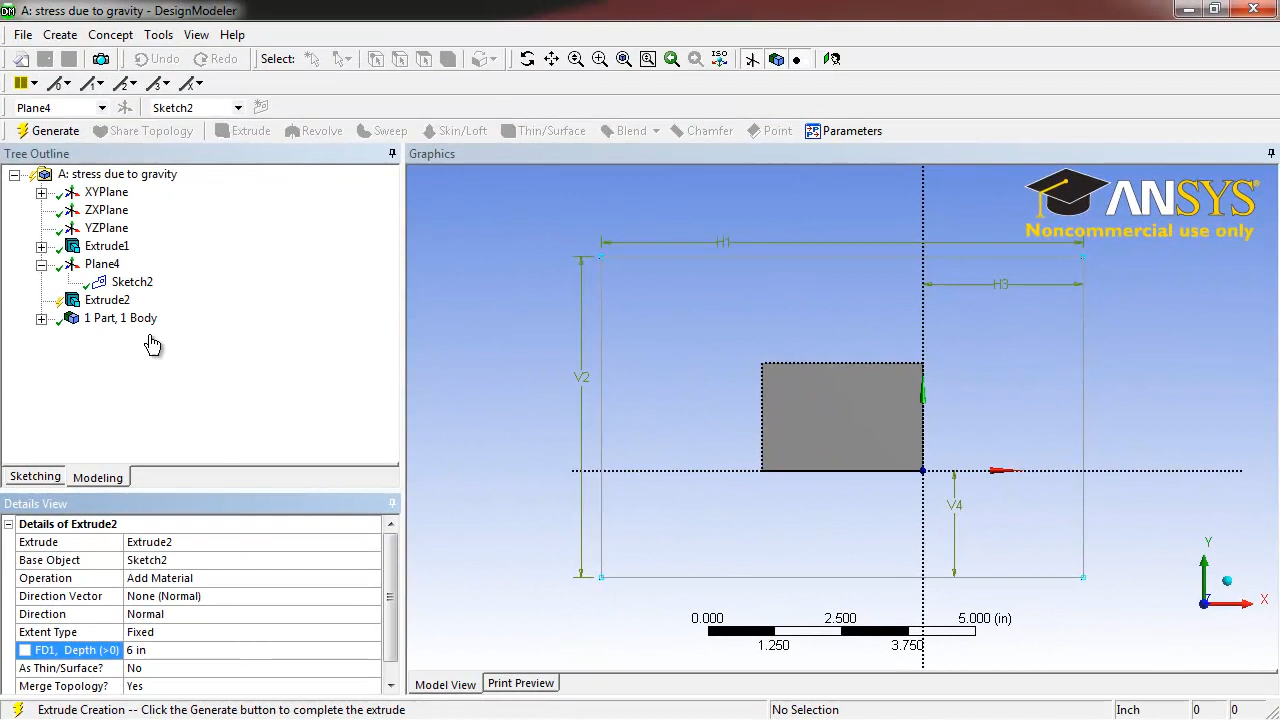 A: stress due to gravity - DesignModeler
File Create Concept Tools View Help
Undo Redo Select: ISO
Plane4 Sketch2
Generate Share Topology Extrude Revolve Sweep Skin/Loft Thin/Surface Blend Chamfer Point Parameters
Tree Outline
A: stress due to gravity
XYPlane
ZXPlane
YZPlane
Extrude1
Plane4
Sketch2
Extrude2
1 Part, 1 Body
Sketching Modeling
Details View
Details of Extrude2
Extrude Extrude2
Base Object Sketch2
Operation Add Material
Direction Vector None (Normal)
Direction Normal
Extent Type Fixed
FD1, Depth (>0) 6 in
As Thin/Surface? No
Merge Topology? Yes
Graphics
ANSYS
Noncommercial use only
H1
H3
V2
V4
Y
X
Z
0.000 2.500 5.000 (in)
1.250 3.750
Model View Print Preview
Extrude Creation -- Click the Generate button to complete the extrude No Selection Inch 0 0